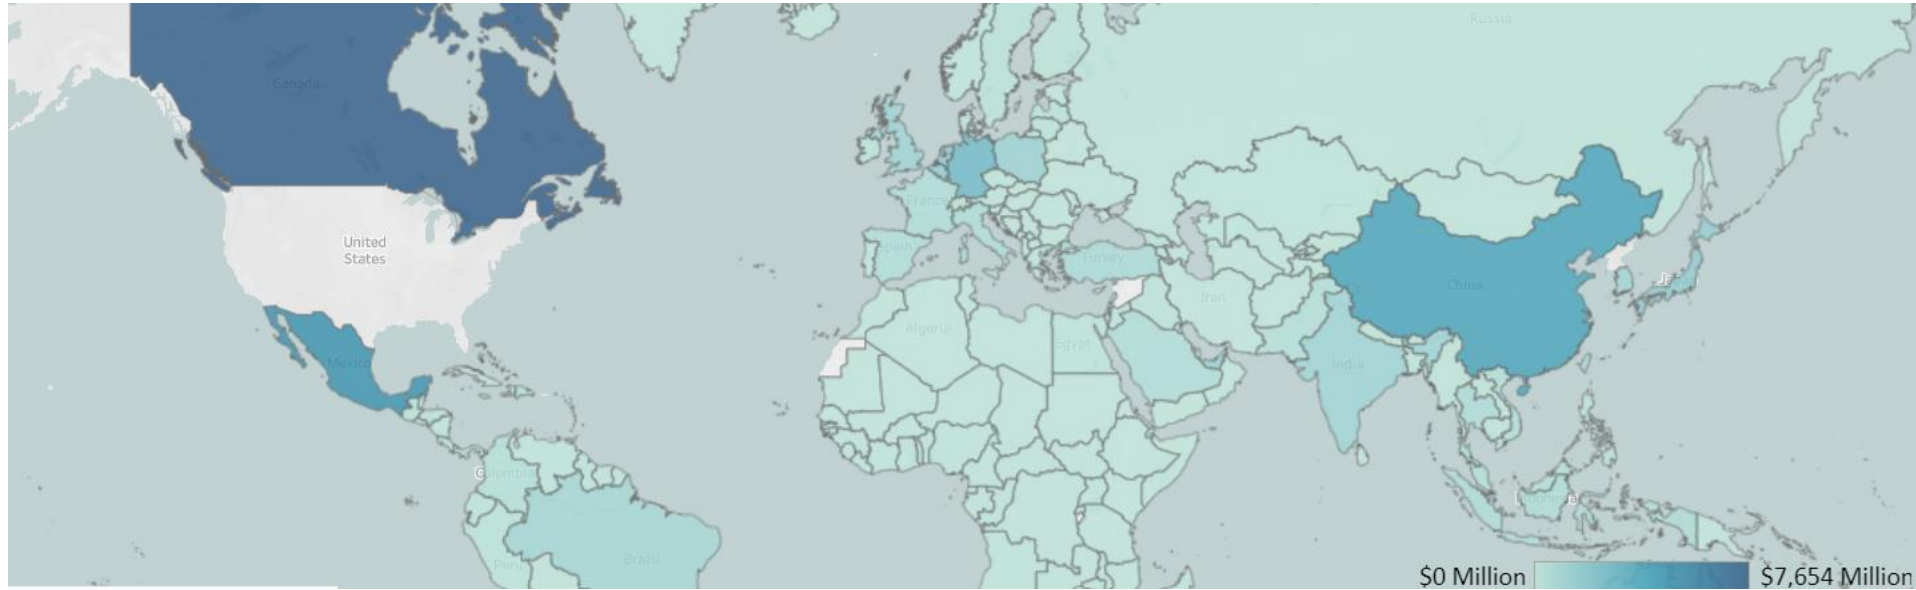 Russia
Canada
France
United
States
Spain
Turkey
China
Iran
Algeria
Egypt
Mexico
India
Colombia
Brazil
Peru
$0 Million
$7,654 Million